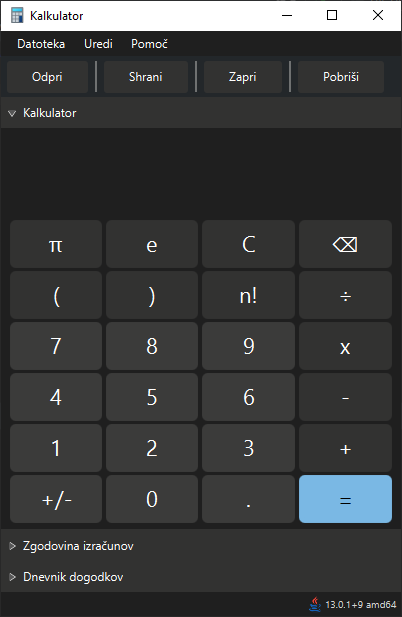 Kalkulator
Datoteka Uredi Pomoč
Odpri Shrani Zapri Pobriši
Kalkulator
π e C ⌫
( ) n! ÷
7 8 9 x
4 5 6 -
1 2 3 +
+/- 0 . =
Zgodovina izračunov
Dnevnik dogodkov
13.0.1+9 amd64